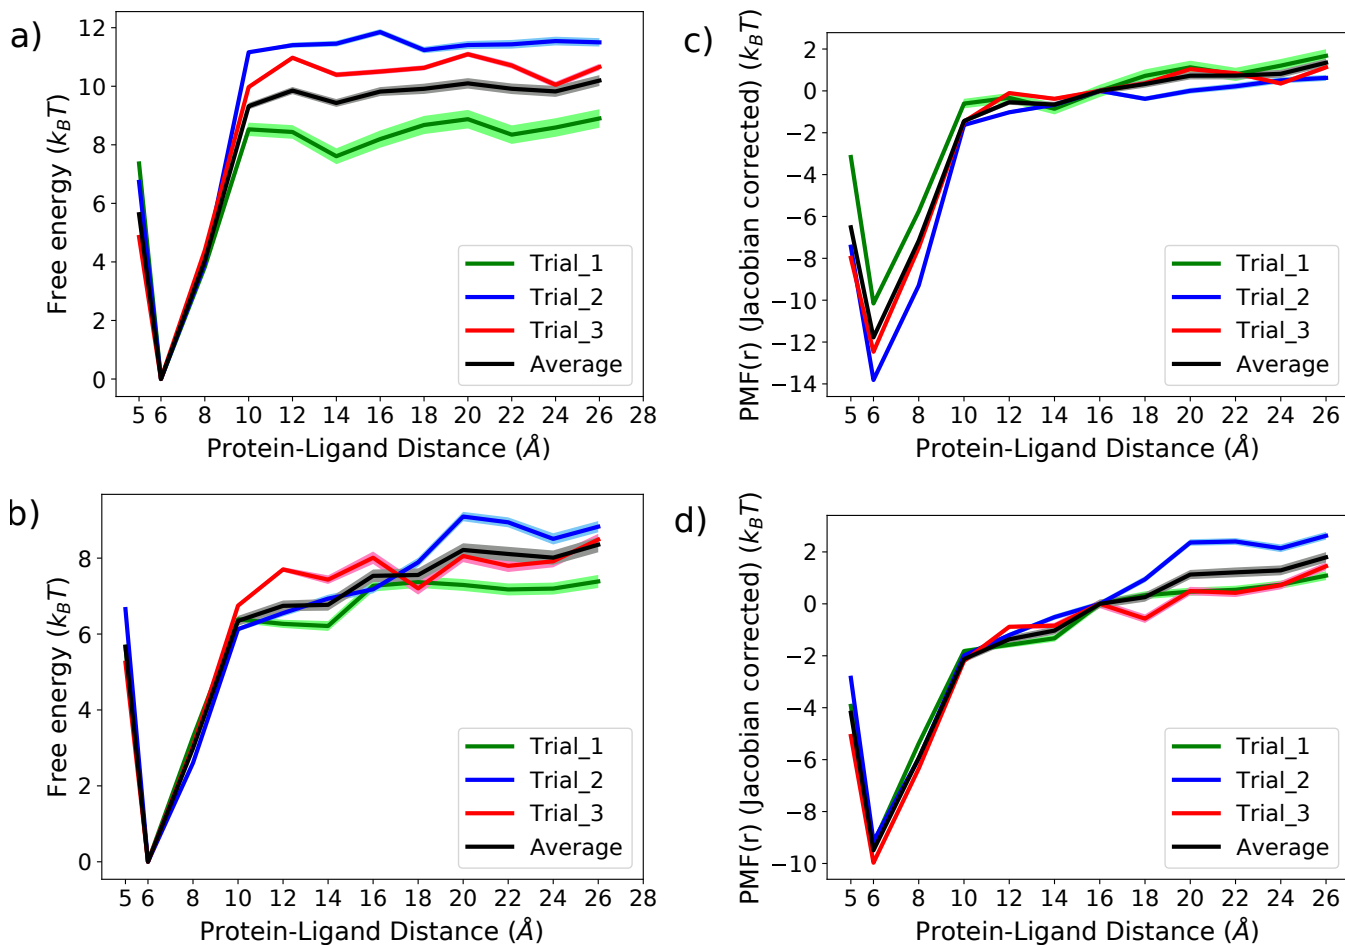 a)
Free energy (k_BT)
12
10
8
6
4
2
0
5 6 8 10 12 14 16 18 20 22 24 26 28
Protein-Ligand Distance (Å)
Trial_1
Trial_2
Trial_3
Average
c)
PMF(r) (Jacobian corrected) (k_BT)
2
0
−2
−4
−6
−8
−10
−12
−14
5 6 8 10 12 14 16 18 20 22 24 26
Protein-Ligand Distance (Å)
Trial_1
Trial_2
Trial_3
Average
b)
Free energy (k_BT)
8
6
4
2
0
5 6 8 10 12 14 16 18 20 22 24 26 28
Protein-Ligand Distance (Å)
Trial_1
Trial_2
Trial_3
Average
d)
PMF(r) (Jacobian corrected) (k_BT)
2
0
−2
−4
−6
−8
−10
5 6 8 10 12 14 16 18 20 22 24 26
Protein-Ligand Distance (Å)
Trial_1
Trial_2
Trial_3
Average